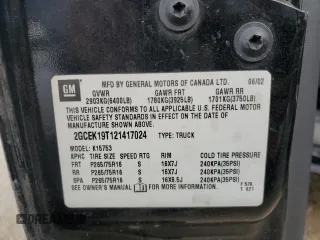 GM
MFD BY GENERAL MOTORS OF CANADA LTD 06/02
GVWR GAWR FRT GAWR RR
2903KG(6400LB) 1780KG(3925LB) 1701KG(3750LB)
THIS VEHICLE CONFORMS TO ALL APPLICABLE U.S. FEDERAL
MOTOR VEHICLE SAFETY STANDARDS IN EFFECT ON THE DATE
OF MANUFACTURE SHOWN ABOVE.
2GCEK19T121417024 TYPE: TRUCK
MODEL: K15753
XPHC TIRE SIZE SPEED RTG RIM COLD TIRE PRESSURE
FRT P265/75R16 S 16X7J 240KPA(35PSI)
RR P265/75R16 S 16X7J 240KPA(35PSI)
SPA P265/75R16 S 16X6.5J 240KPA(35PSI)
SEE OWNER'S MANUAL FOR ADDITIONAL INFORMATION